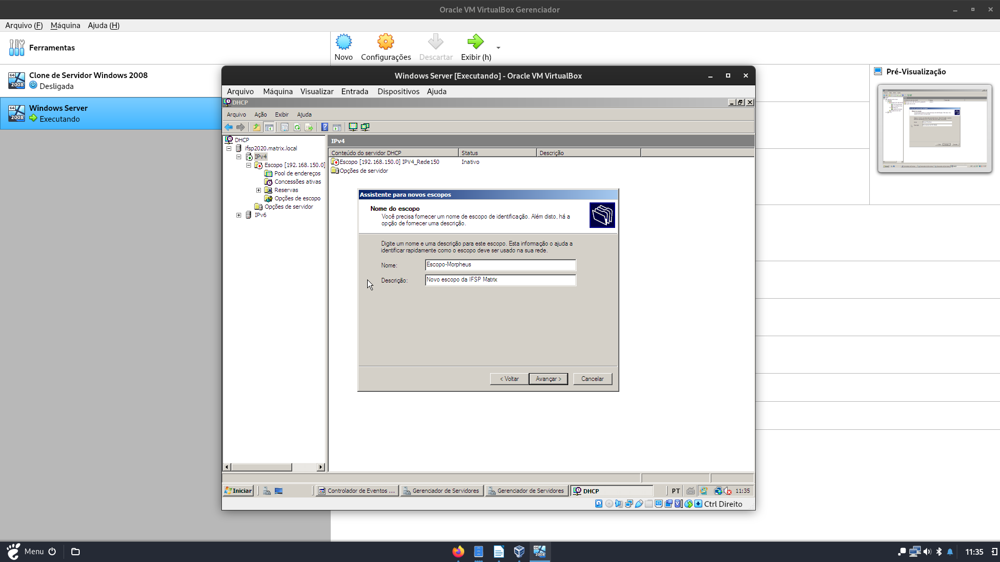 Oracle VM VirtualBox Gerenciador
Arquivo (F) Máquina Ajuda (H)
Ferramentas
Novo
Configurações
Descartar
Exibir (h)
Clone de Servidor Windows 2008
Desligada
Windows Server
Executando
Pré-Visualização
Windows Server [Executando] - Oracle VM VirtualBox
Arquivo Máquina Visualizar Entrada Dispositivos Ajuda
DHCP
Arquivo Ação Exibir Ajuda
DHCP
ifsp2020.matrix.local
IPv4
Escopo [192.168.150.0]
Pool de endereços
Concessões ativas
Reservas
Opções de escopo
Opções de servidor
IPv6
IPv4
Conteúdo do servidor DHCP Status Descrição
Escopo [192.168.150.0] IPV4_Rede150 Inativo
Opções de servidor
Assistente para novos escopos
Nome do escopo
Você precisa fornecer um nome de escopo de identificação. Além disto, há a
opção de fornecer uma descrição.
Digite um nome e uma descrição para este escopo. Esta informação o ajuda a
identificar rapidamente como o escopo deve ser usado na sua rede.
Nome: Escopo-Morpheus
Descrição: Novo escopo da IFSP Matrix
< Voltar Avançar > Cancelar
Iniciar Controlador de Eventos ... Gerenciador de Servidores Gerenciador de Servidores DHCP PT 11:35
Ctrl Direito
Menu 11:35